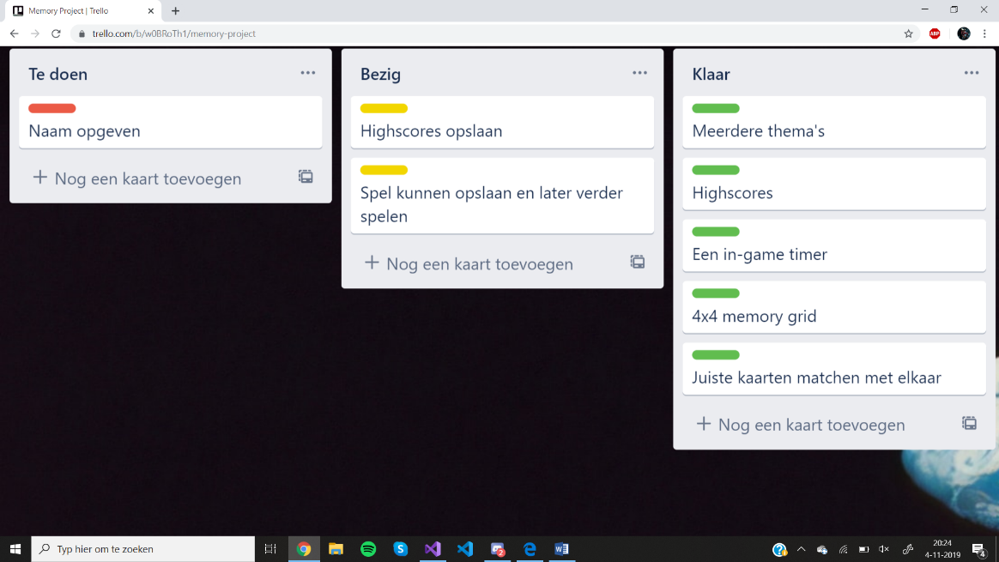 Memory Project | Trello
trello.com/b/w0BRoTh1/memory-project
ABP
Te doen
Naam opgeven
Nog een kaart toevoegen
Bezig
Highscores opslaan
Spel kunnen opslaan en later verder
spelen
Nog een kaart toevoegen
Klaar
Meerdere thema's
Highscores
Een in-game timer
4x4 memory grid
Juiste kaarten matchen met elkaar
Nog een kaart toevoegen
Typ hier om te zoeken
2
20:24
4-11-2019
4